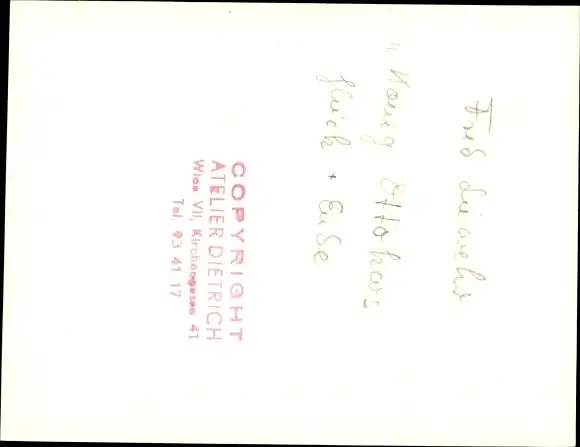 Fred Liewehr
"König Ottokars
Glück + Ende
COPYRIGHT
ATELIER DIETRICH
Wien VII, Kirchengasse 41
Tel. 93 41 17